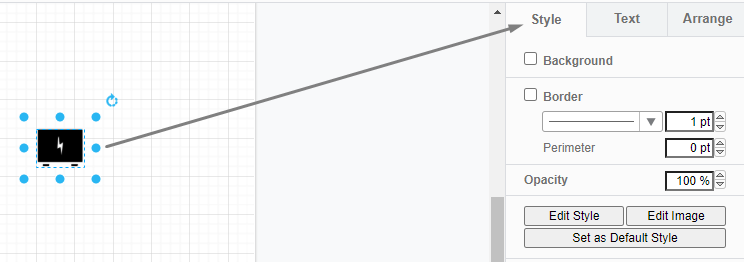 Style Text Arrange
Background
Border
1 pt
Perimeter 0 pt
Opacity 100 %
Edit Style Edit Image
Set as Default Style